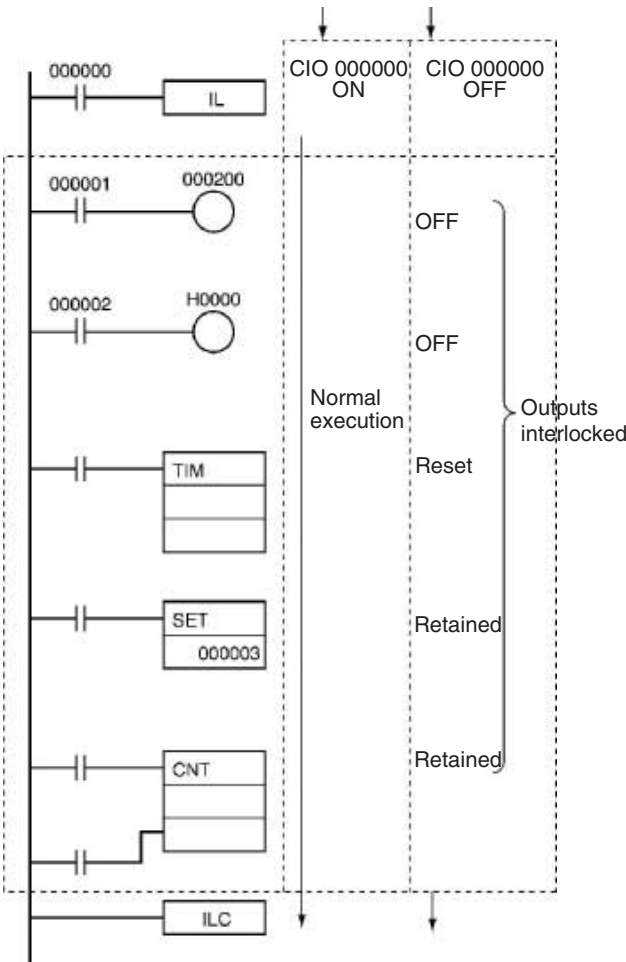 000000
IL
CIO 000000
ON
CIO 000000
OFF
000001
000200
OFF
000002
H0000
OFF
Normal
execution
Outputs
interlocked
TIM
Reset
SET
000003
Retained
CNT
Retained
ILC